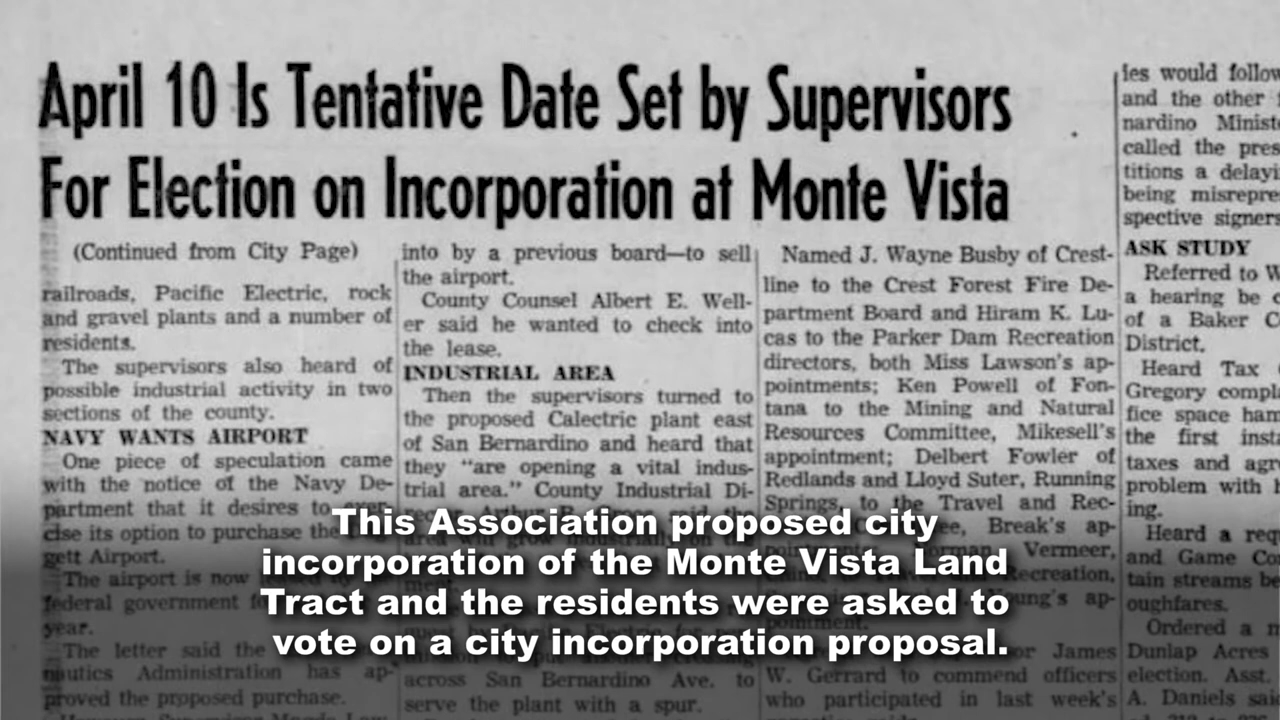 April 10 Is Tentative Date Set by Supervisors
For Election on Incorporation at Monte Vista
(Continued from City Page)
railroads, Pacific Electric, rock
and gravel plants and a number of
residents.
The supervisors also heard of
possible industrial activity in two
sections of the county.
NAVY WANTS AIRPORT
One piece of speculation came
with the notice of the Navy De-
partment that it desires to
cise its option to purchase the
gett Airport.
The airport is now
federal government
year.
The letter said the
nautics Administration has ap-
proved the proposed purchase.
into by a previous board—to sell
the airport.
County Counsel Albert E. Well-
er said he wanted to check into
the lease.
INDUSTRIAL AREA
Then the supervisors turned to
the proposed Calectric plant east
of San Bernardino and heard that
they "are opening a vital indus-
trial area." County Industrial Di-
across San Bernardino Ave. to
serve the plant with a spur.
Named J. Wayne Busby of Crest-
line to the Crest Forest Fire De-
partment Board and Hiram K. Lu-
cas to the Parker Dam Recreation
directors, both Miss Lawson's ap-
pointments; Ken Powell of Fon-
tana to the Mining and Natural
Resources Committee, Mikesell's
appointment; Delbert Fowler of
Redlands and Lloyd Suter, Running
Springs, to the Travel and Rec-
Break's ap-
Vermeer,
Recreation,
ap-
pointment.
James
W. Gerrard to commend officers
who participated in last week's
ies would follow
and the other
nardino Minist
called the pres
titions a delayi
being misrepre
spective signers
ASK STUDY
Referred to W
a hearing be
of a Baker C
District.
Heard Tax
Gregory compl
fice space ham
the first inst
taxes and agr
problem with
ing.
Heard a req
and Game Co
tain streams be
oughfares.
Ordered a
Dunlap Acres
election. Asst.
A. Daniels sai
This Association proposed city
incorporation of the Monte Vista Land
Tract and the residents were asked to
vote on a city incorporation proposal.